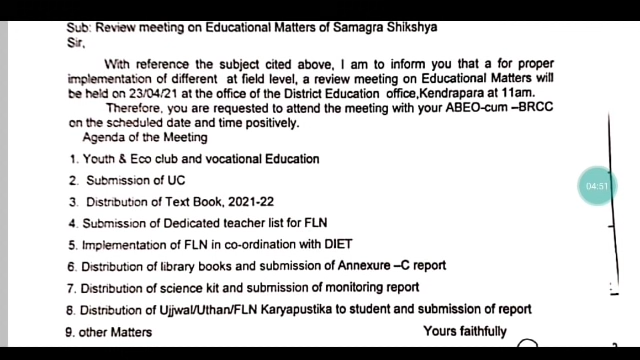 Sub: Review meeting on Educational Matters of Samagra Shikshya
Sir,
With reference the subject cited above, I am to inform you that a for proper
implementation of different at field level, a review meeting on Educational Matters will
be held on 23/04/21 at the office of the District Education office,Kendrapara at 11am.
Therefore, you are requested to attend the meeting with your ABEO-cum –BRCC
on the scheduled date and time positively.
Agenda of the Meeting
1. Youth & Eco club and vocational Education
2. Submission of UC
3. Distribution of Text Book, 2021-22
4. Submission of Dedicated teacher list for FLN
5. Implementation of FLN in co-ordination with DIET
6. Distribution of library books and submission of Annexure –C report
7. Distribution of science kit and submission of monitoring report
8. Distribution of Ujjwal/Uthan/FLN Karyapustika to student and submission of report
9. other Matters
Yours faithfully
04:51